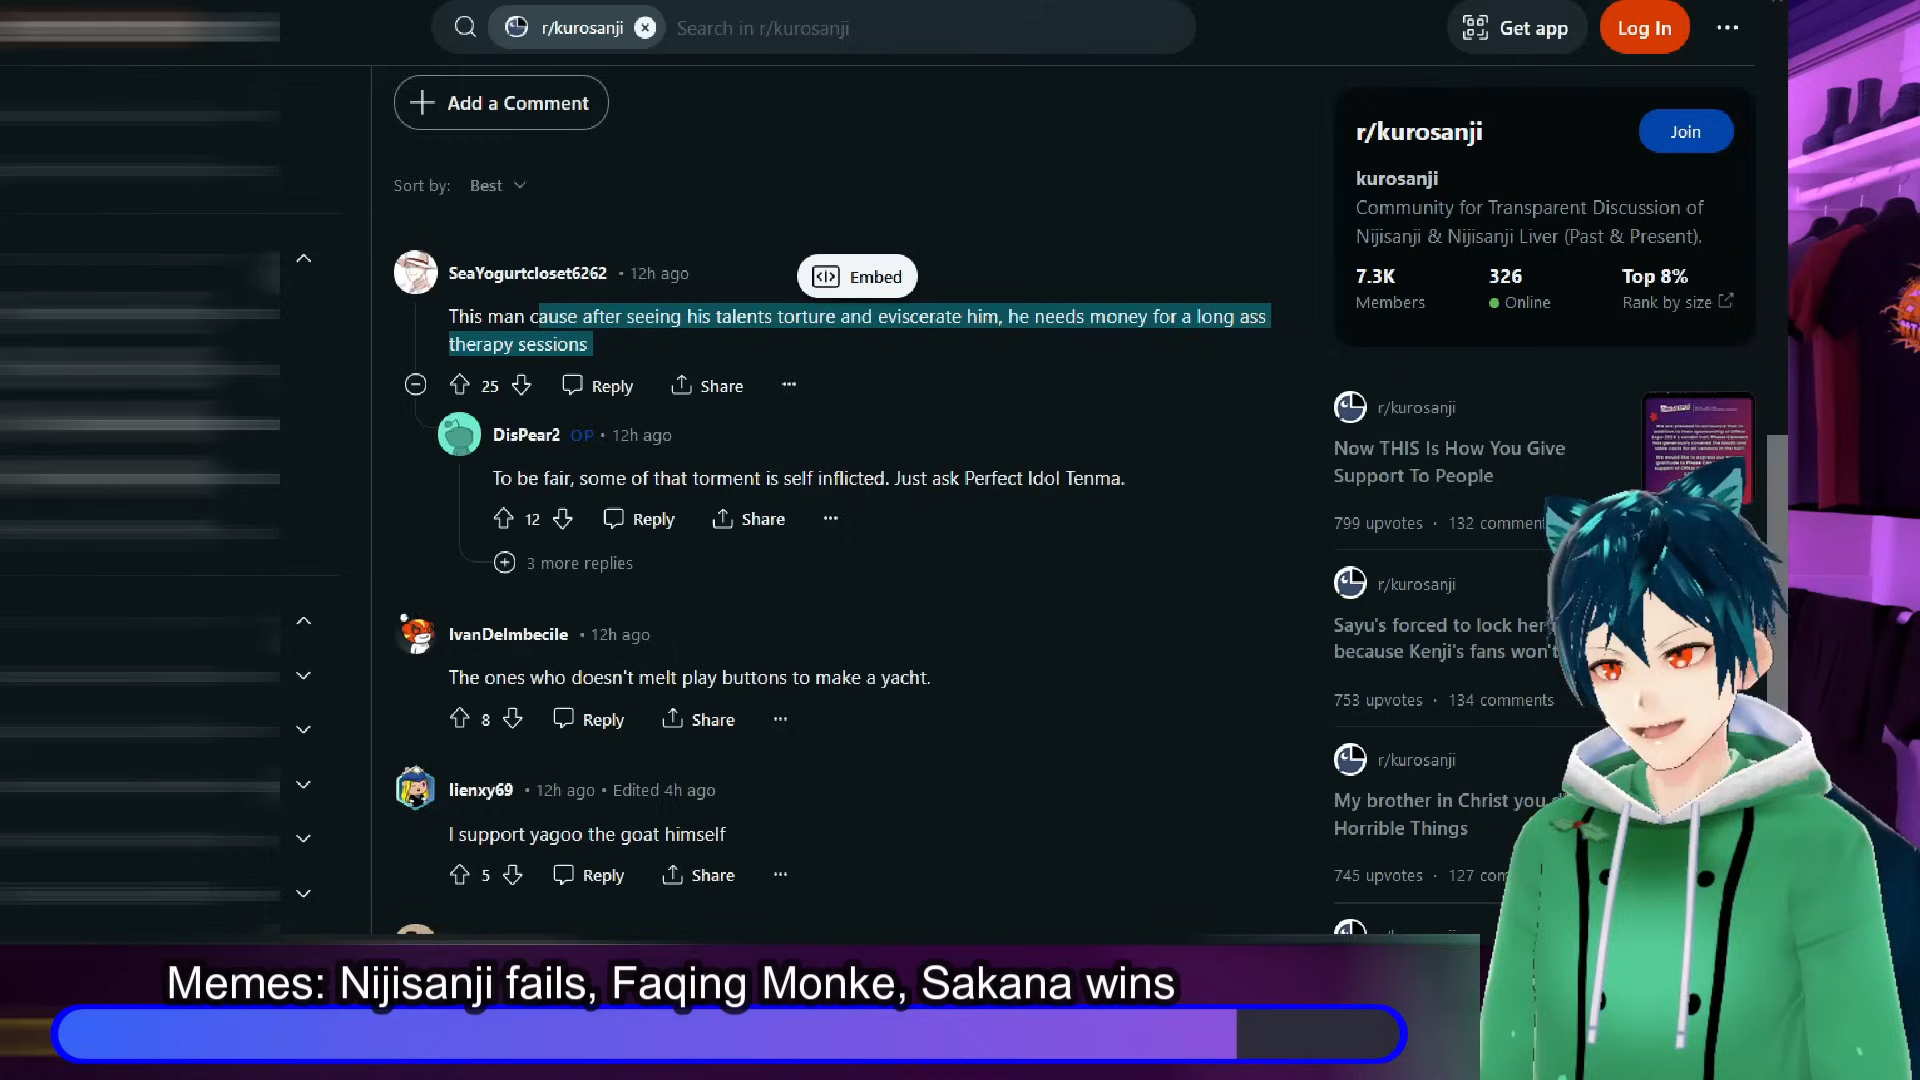 r/kurosanji
Search in r/kurosanji
Get app
Log In
Add a Comment
Sort by: Best
SeaYogurtcloset6262 • 12h ago
Embed
This man cause after seeing his talents torture and eviscerate him, he needs money for a long ass
therapy sessions
25 Reply Share
DisPear2 OP • 12h ago
To be fair, some of that torment is self inflicted. Just ask Perfect Idol Tenma.
12 Reply Share
3 more replies
IvanDeImbecile • 12h ago
The ones who doesn't melt play buttons to make a yacht.
8 Reply Share
lienxy69 • 12h ago • Edited 4h ago
I support yagoo the goat himself
5 Reply Share
r/kurosanji
Join
kurosanji
Community for Transparent Discussion of
Nijisanji & Nijisanji Liver (Past & Present).
7.3K 326 Top 8%
Members Online Rank by size
r/kurosanji
Now THIS Is How You Give
Support To People
799 upvotes · 132 commen
r/kurosanji
Sayu's forced to lock her
because Kenji's fans won't
753 upvotes · 134 comments
r/kurosanji
My brother in Christ you
Horrible Things
745 upvotes · 127 com
Memes: Nijisanji fails, Faqing Monke, Sakana wins